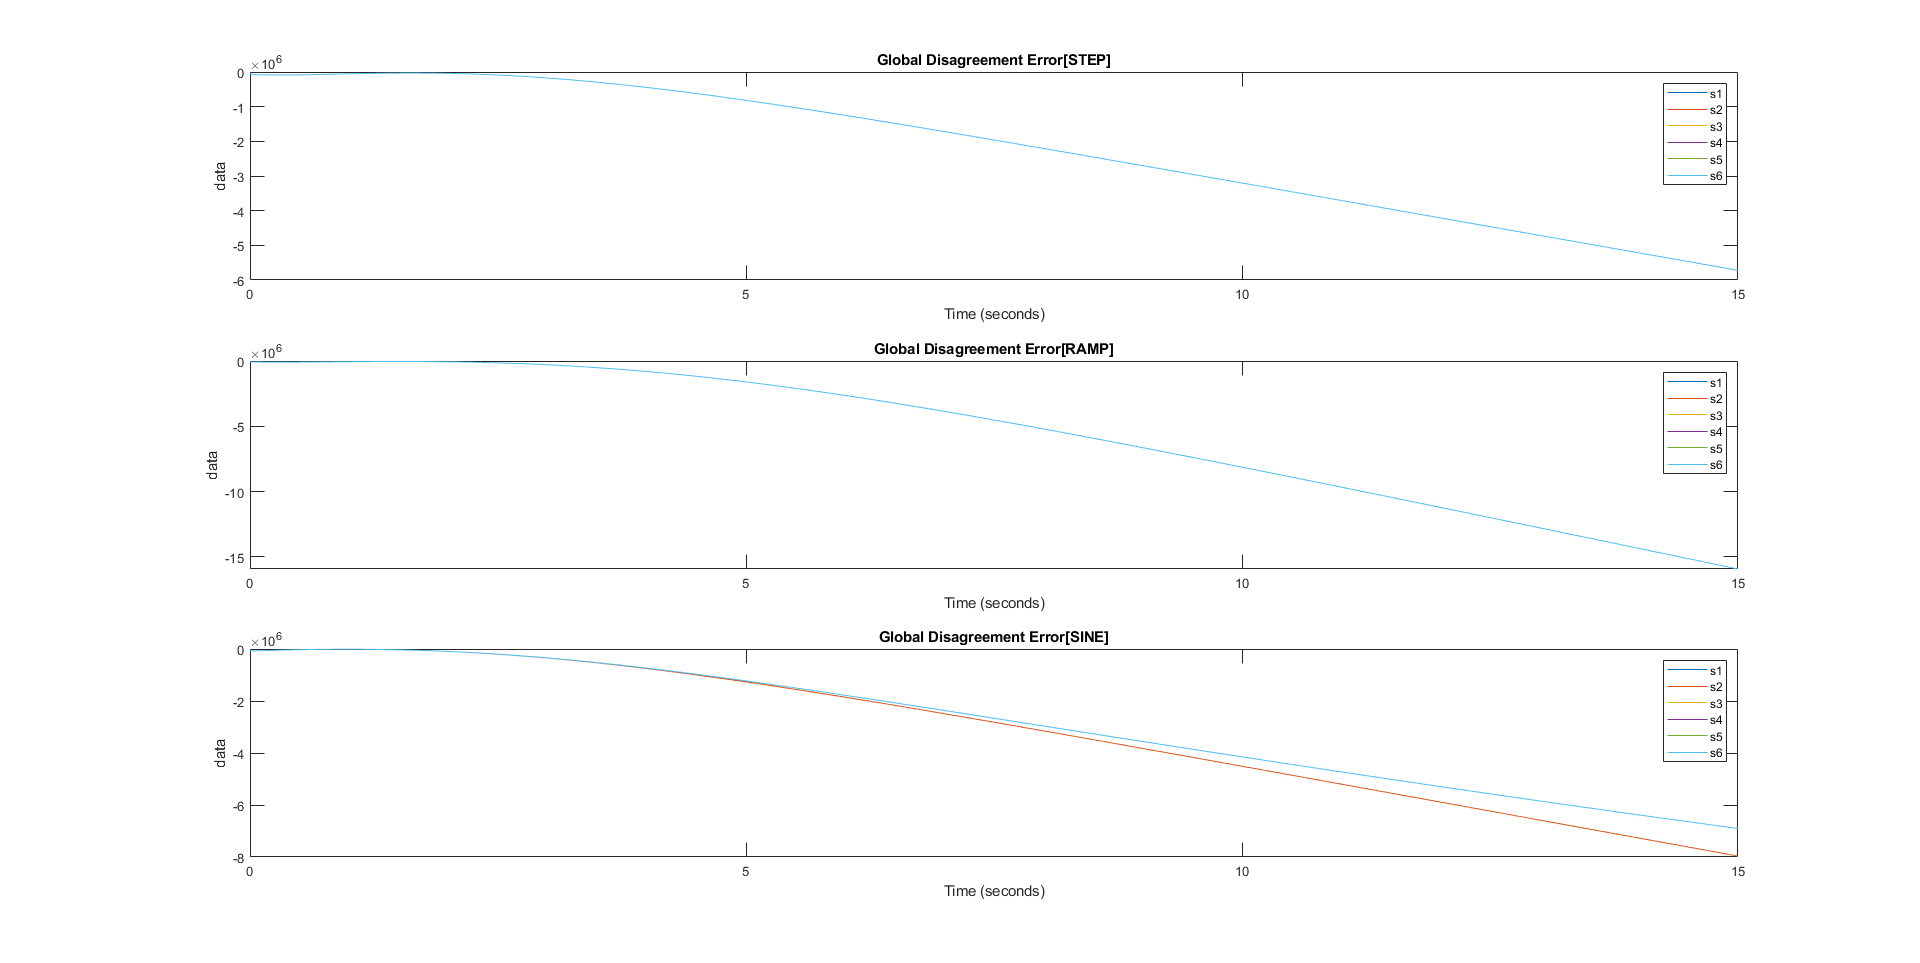 Global Disagreement Error[STEP]
×10^6
0
-1
-2
-3
-4
-5
-6
data
s1
s2
s3
s4
s5
s6
0 5 10 15
Time (seconds)
Global Disagreement Error[RAMP]
×10^6
0
-5
-10
-15
data
s1
s2
s3
s4
s5
s6
0 5 10 15
Time (seconds)
Global Disagreement Error[SINE]
×10^6
0
-2
-4
-6
-8
data
s1
s2
s3
s4
s5
s6
0 5 10 15
Time (seconds)